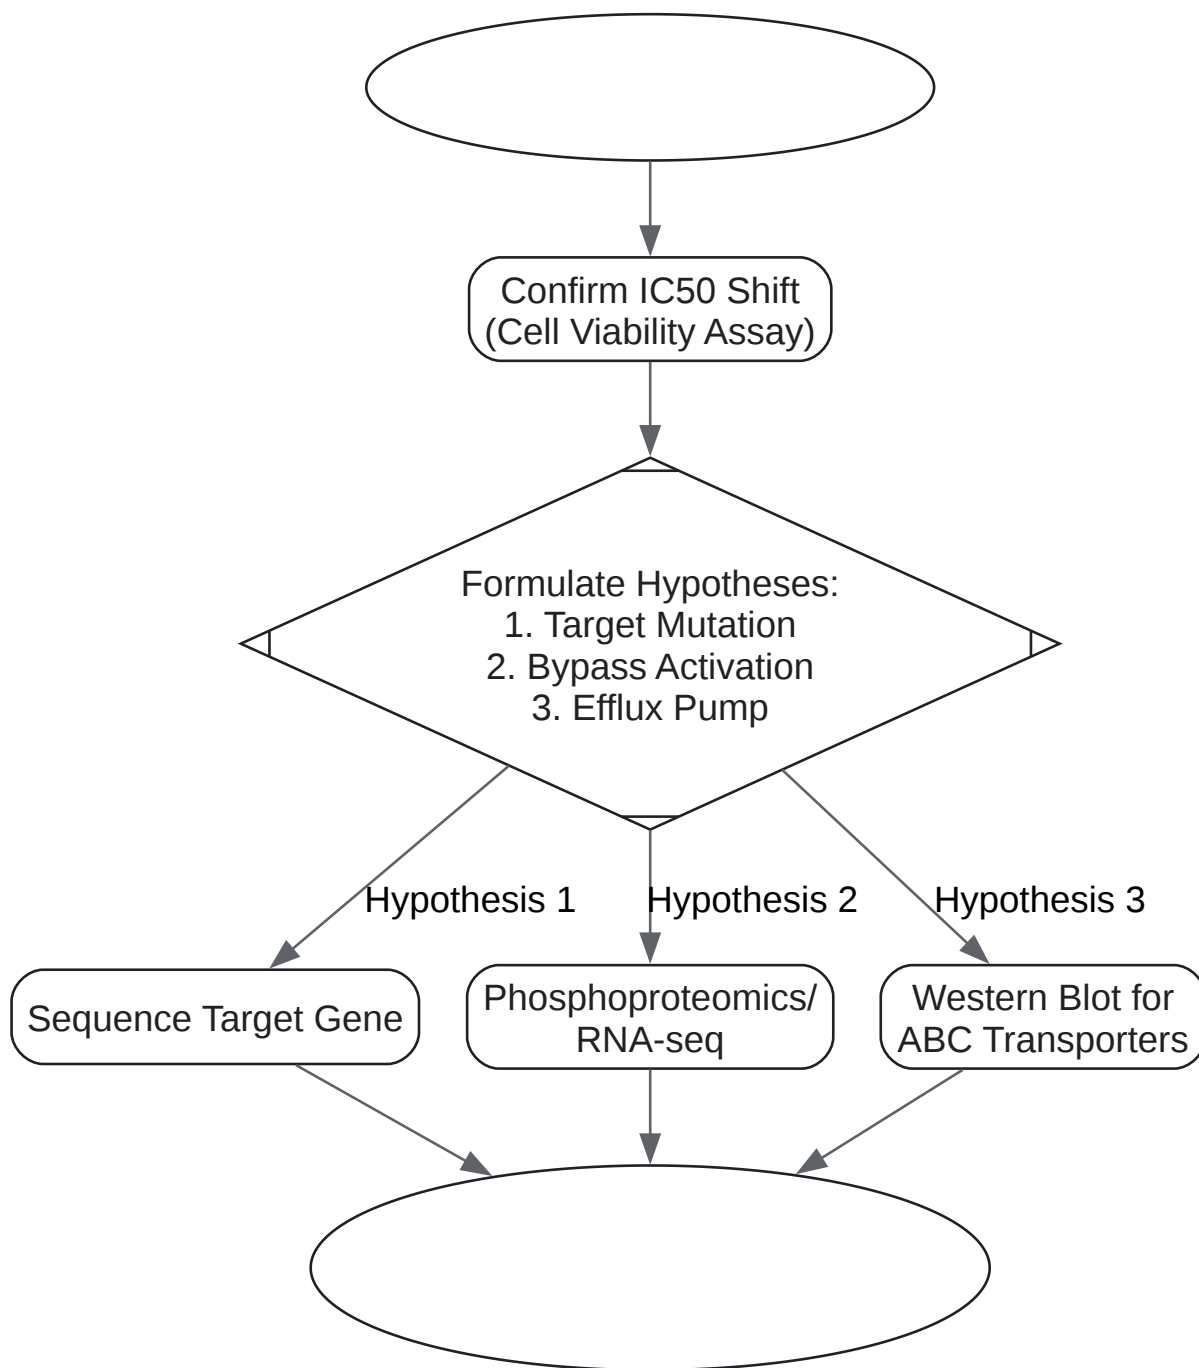 Confirm IC50 Shift
(Cell Viability Assay)
Formulate Hypotheses:
1. Target Mutation
2. Bypass Activation
3. Efflux Pump
Hypothesis 1
Hypothesis 2
Hypothesis 3
Sequence Target Gene
Phosphoproteomics/
RNA-seq
Western Blot for
ABC Transporters